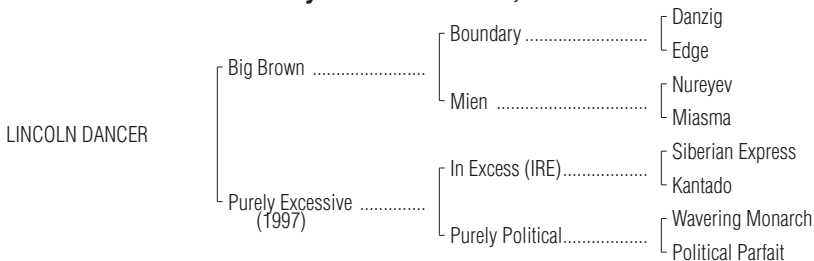 Danzig
Boundary ...........................
Edge
Big Brown ........................
Nureyev
Mien .................................
Miasma
LINCOLN DANCER
Siberian Express
In Excess (IRE)..................
Kantado
Purely Excessive ..............
(1997)
Wavering Monarch
Purely Political..................
Political Parfait